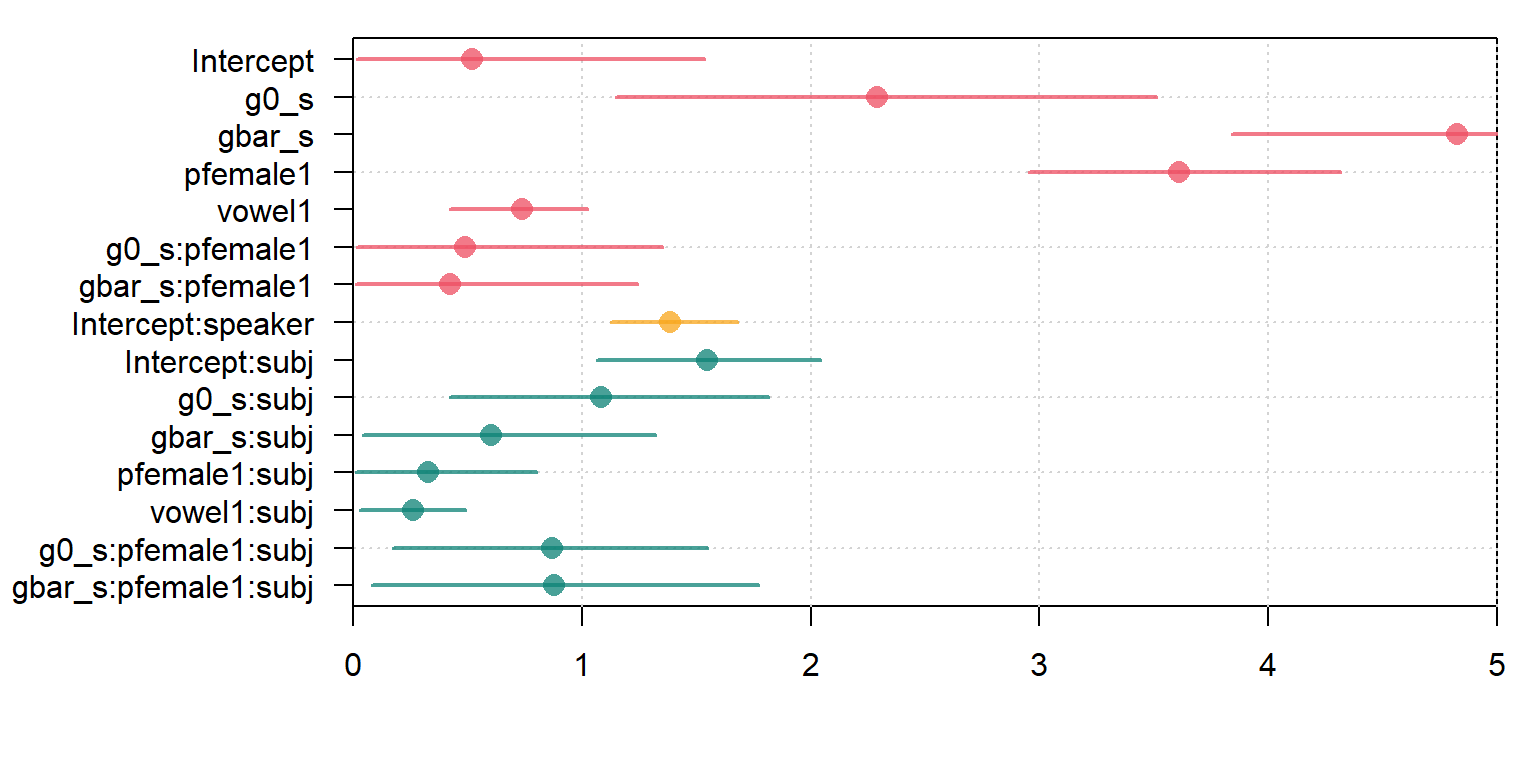 Intercept
g0_s
gbar_s
pfemale1
vowel1
g0_s:pfemale1
gbar_s:pfemale1
Intercept:speaker
Intercept:subj
g0_s:subj
gbar_s:subj
pfemale1:subj
vowel1:subj
g0_s:pfemale1:subj
gbar_s:pfemale1:subj
0 1 2 3 4 5